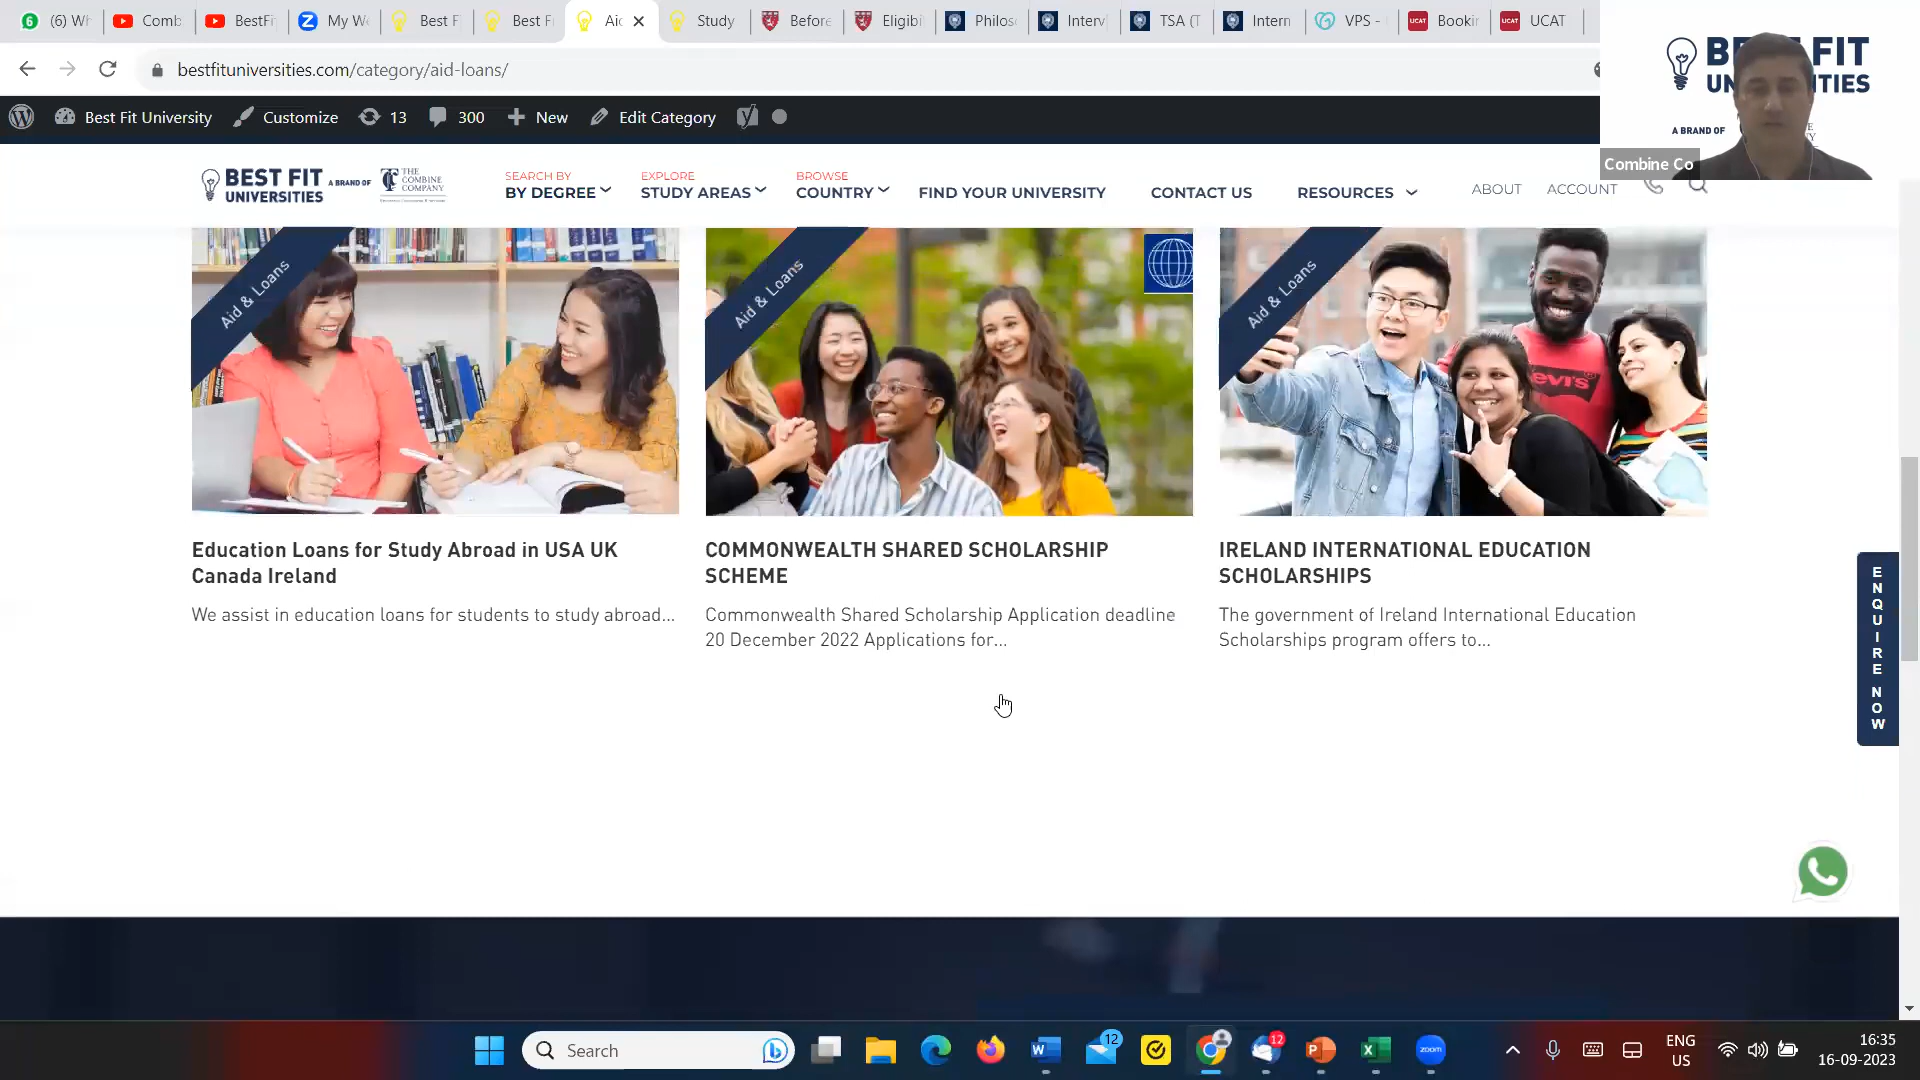 (6) Wh
Comb
BestFi
My We
Best F
Best Fi
Aid
Study
Before
Eligibi
Philos
Interv
TSA (T
Intern
VPS -
Bookin
UCAT
bestfituniversities.com/category/aid-loans/
Best Fit University
Customize
13
300
New
Edit Category
BEST FIT
UNIVERSITIES
A BRAND OF
THE
COMBINE
COMPANY
SEARCH BY
BY DEGREE
EXPLORE
STUDY AREAS
BROWSE
COUNTRY
FIND YOUR UNIVERSITY
CONTACT US
RESOURCES
ABOUT
ACCOUNT
A BRAND OF
Combine Co
Aid & Loans
Aid & Loans
Aid & Loans
Education Loans for Study Abroad in USA UK
Canada Ireland
We assist in education loans for students to study abroad...
COMMONWEALTH SHARED SCHOLARSHIP
SCHEME
Commonwealth Shared Scholarship Application deadline
20 December 2022 Applications for...
IRELAND INTERNATIONAL EDUCATION
SCHOLARSHIPS
The government of Ireland International Education
Scholarships program offers to...
ENQUIRE NOW
Search
12
12
zoom
ENG
US
16:35
16-09-2023